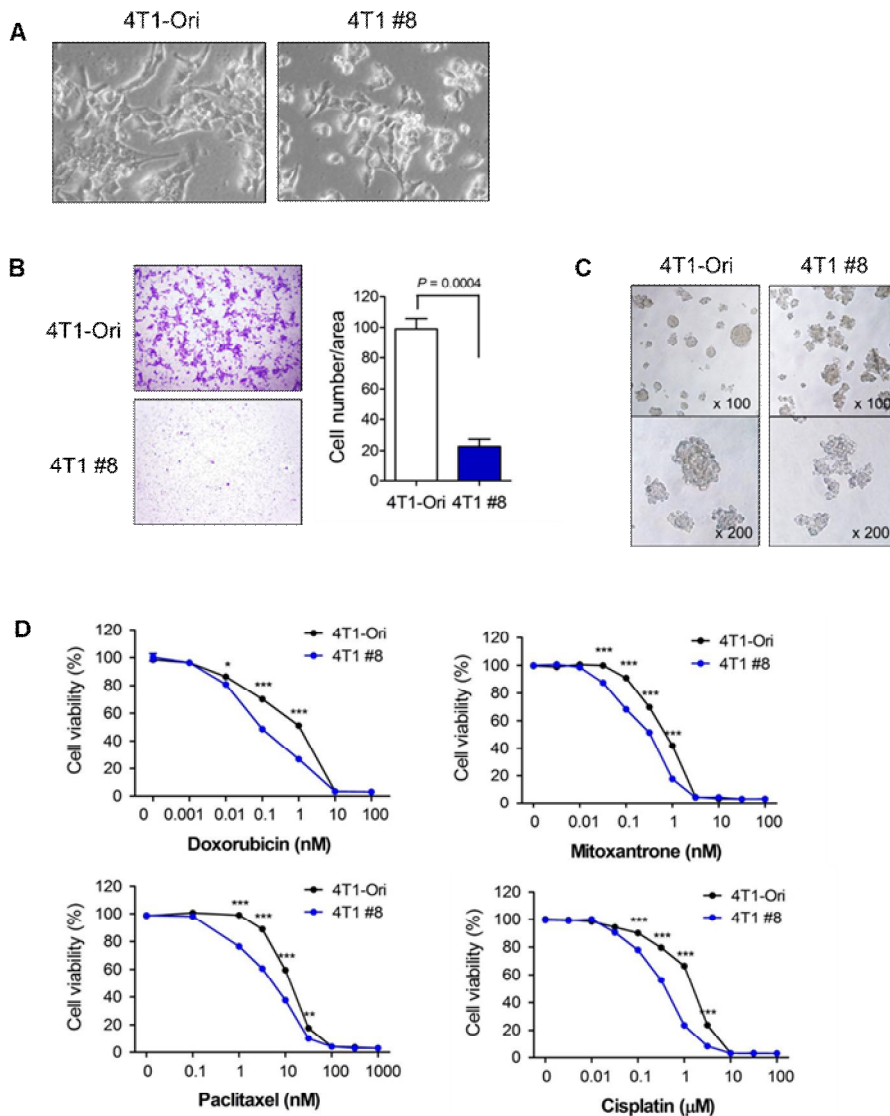 A
4T1-Ori
4T1 #8
B
4T1-Ori
4T1 #8
P = 0.0004
120
100
80
60
40
20
0
Cell number/area
4T1-Ori
4T1 #8
C
4T1-Ori
4T1 #8
x 100
x 100
x 200
x 200
D
4T1-Ori
4T1 #8
120
100
80
60
40
20
0
Cell viability (%)
*
***
***
0 0.001 0.01 0.1 1 10 100
Doxorubicin (nM)
4T1-Ori
4T1 #8
120
100
80
60
40
20
0
Cell viability (%)
***
***
***
***
0 0.01 0.1 1 10 100
Mitoxantrone (nM)
4T1-Ori
4T1 #8
120
100
80
60
40
20
0
Cell viability (%)
***
***
***
**
0 0.1 1 10 100 1000
Paclitaxel (nM)
4T1-Ori
4T1 #8
120
100
80
60
40
20
0
Cell viability (%)
***
***
***
***
0 0.01 0.1 1 10 100
Cisplatin (μM)